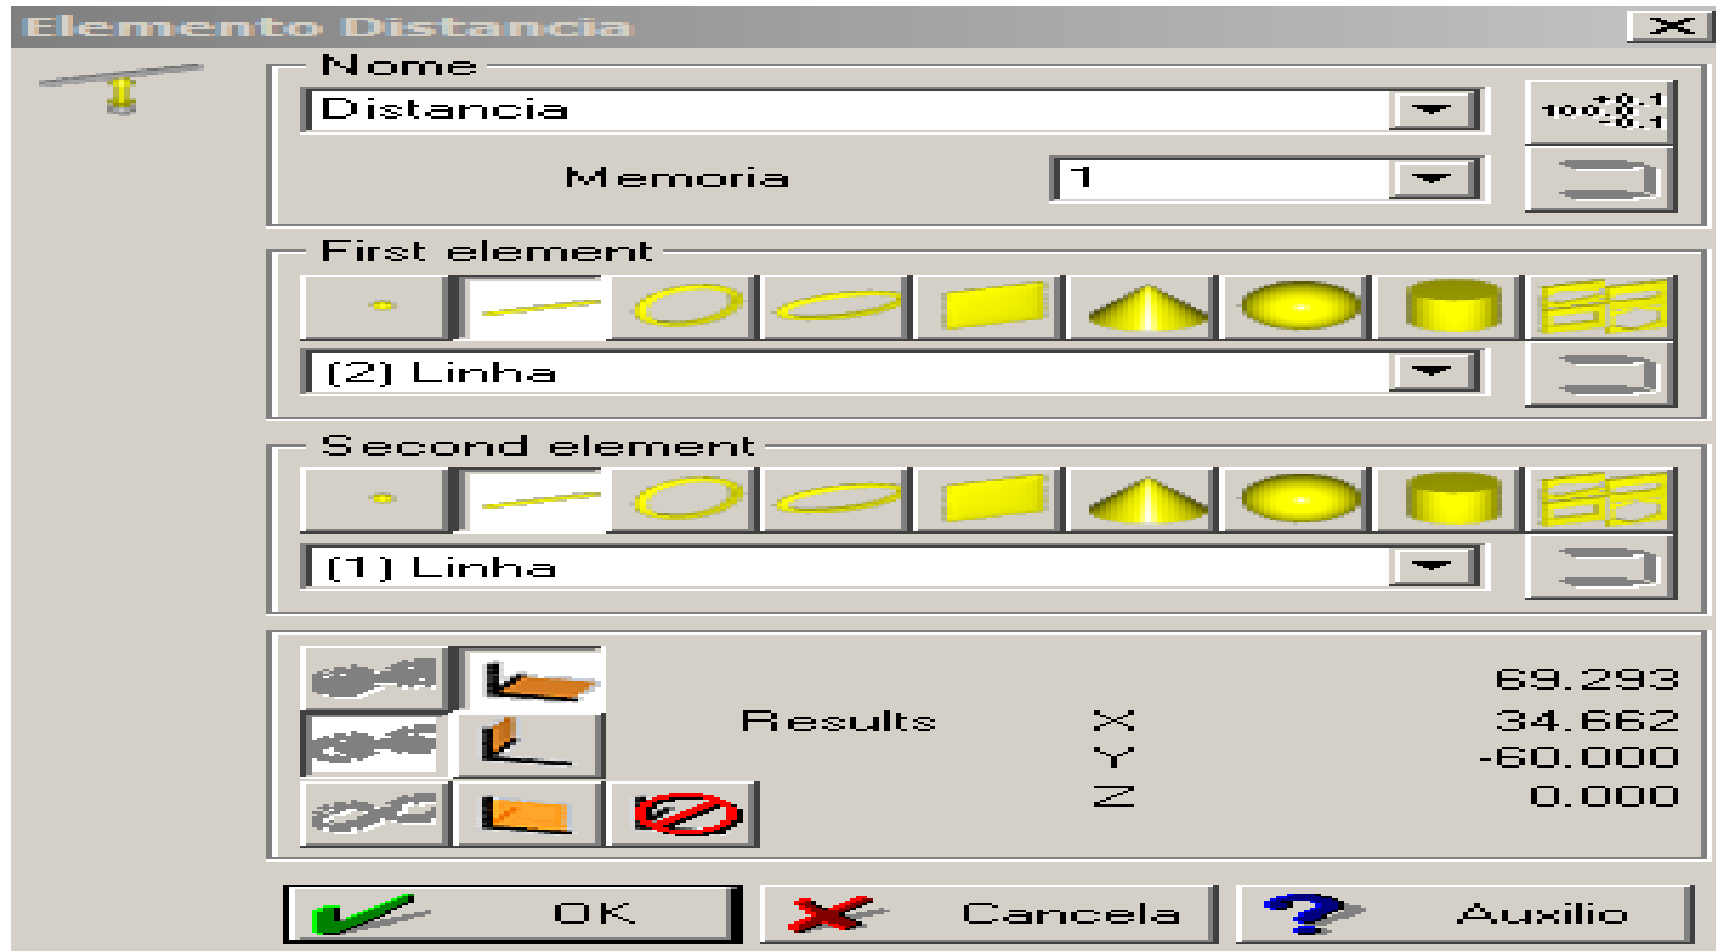 Elemento Distancia
Nome
Distancia
Memoria 1
First element
(2) Linha
Second element
(1) Linha
69.293
Results X 34.662
Y -60.000
Z 0.000
OK Cancela Auxilio